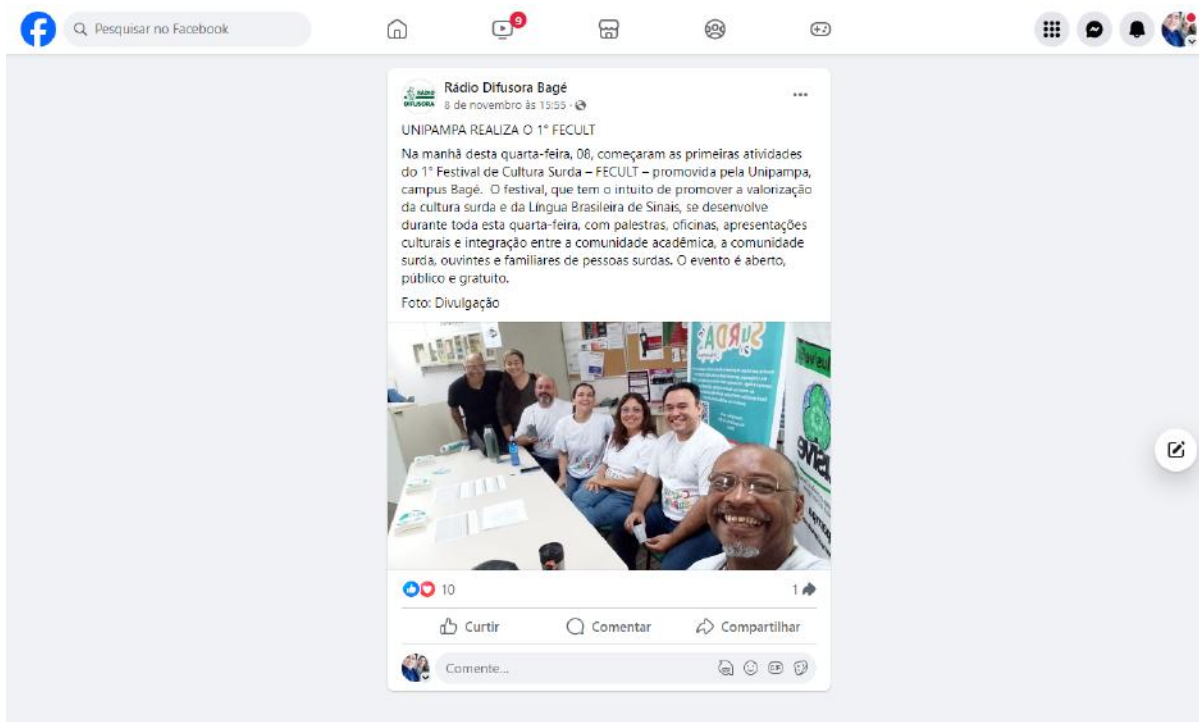 Pesquisar no Facebook
9
RÁDIO
DIFUSORA
Rádio Difusora Bagé
8 de novembro às 15:55 ·
UNIPAMPA REALIZA O 1° FECULT
Na manhã desta quarta-feira, 08, começaram as primeiras atividades
do 1° Festival de Cultura Surda – FECULT – promovida pela Unipampa,
campus Bagé. O festival, que tem o intuito de promover a valorização
da cultura surda e da Língua Brasileira de Sinais, se desenvolve
durante toda esta quarta-feira, com palestras, oficinas, apresentações
culturais e integração entre a comunidade acadêmica, a comunidade
surda, ouvintes e familiares de pessoas surdas. O evento é aberto,
público e gratuito.
Foto: Divulgação
SURDA
10
1
Curtir
Comentar
Compartilhar
Comente...
GIF